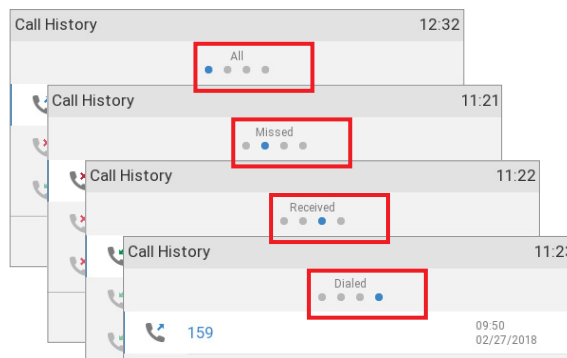 Call History 12:32
All
Call History 11:21
Missed
Call History 11:22
Received
Call History 11:23
Dialed
159 09:50
02/27/2018